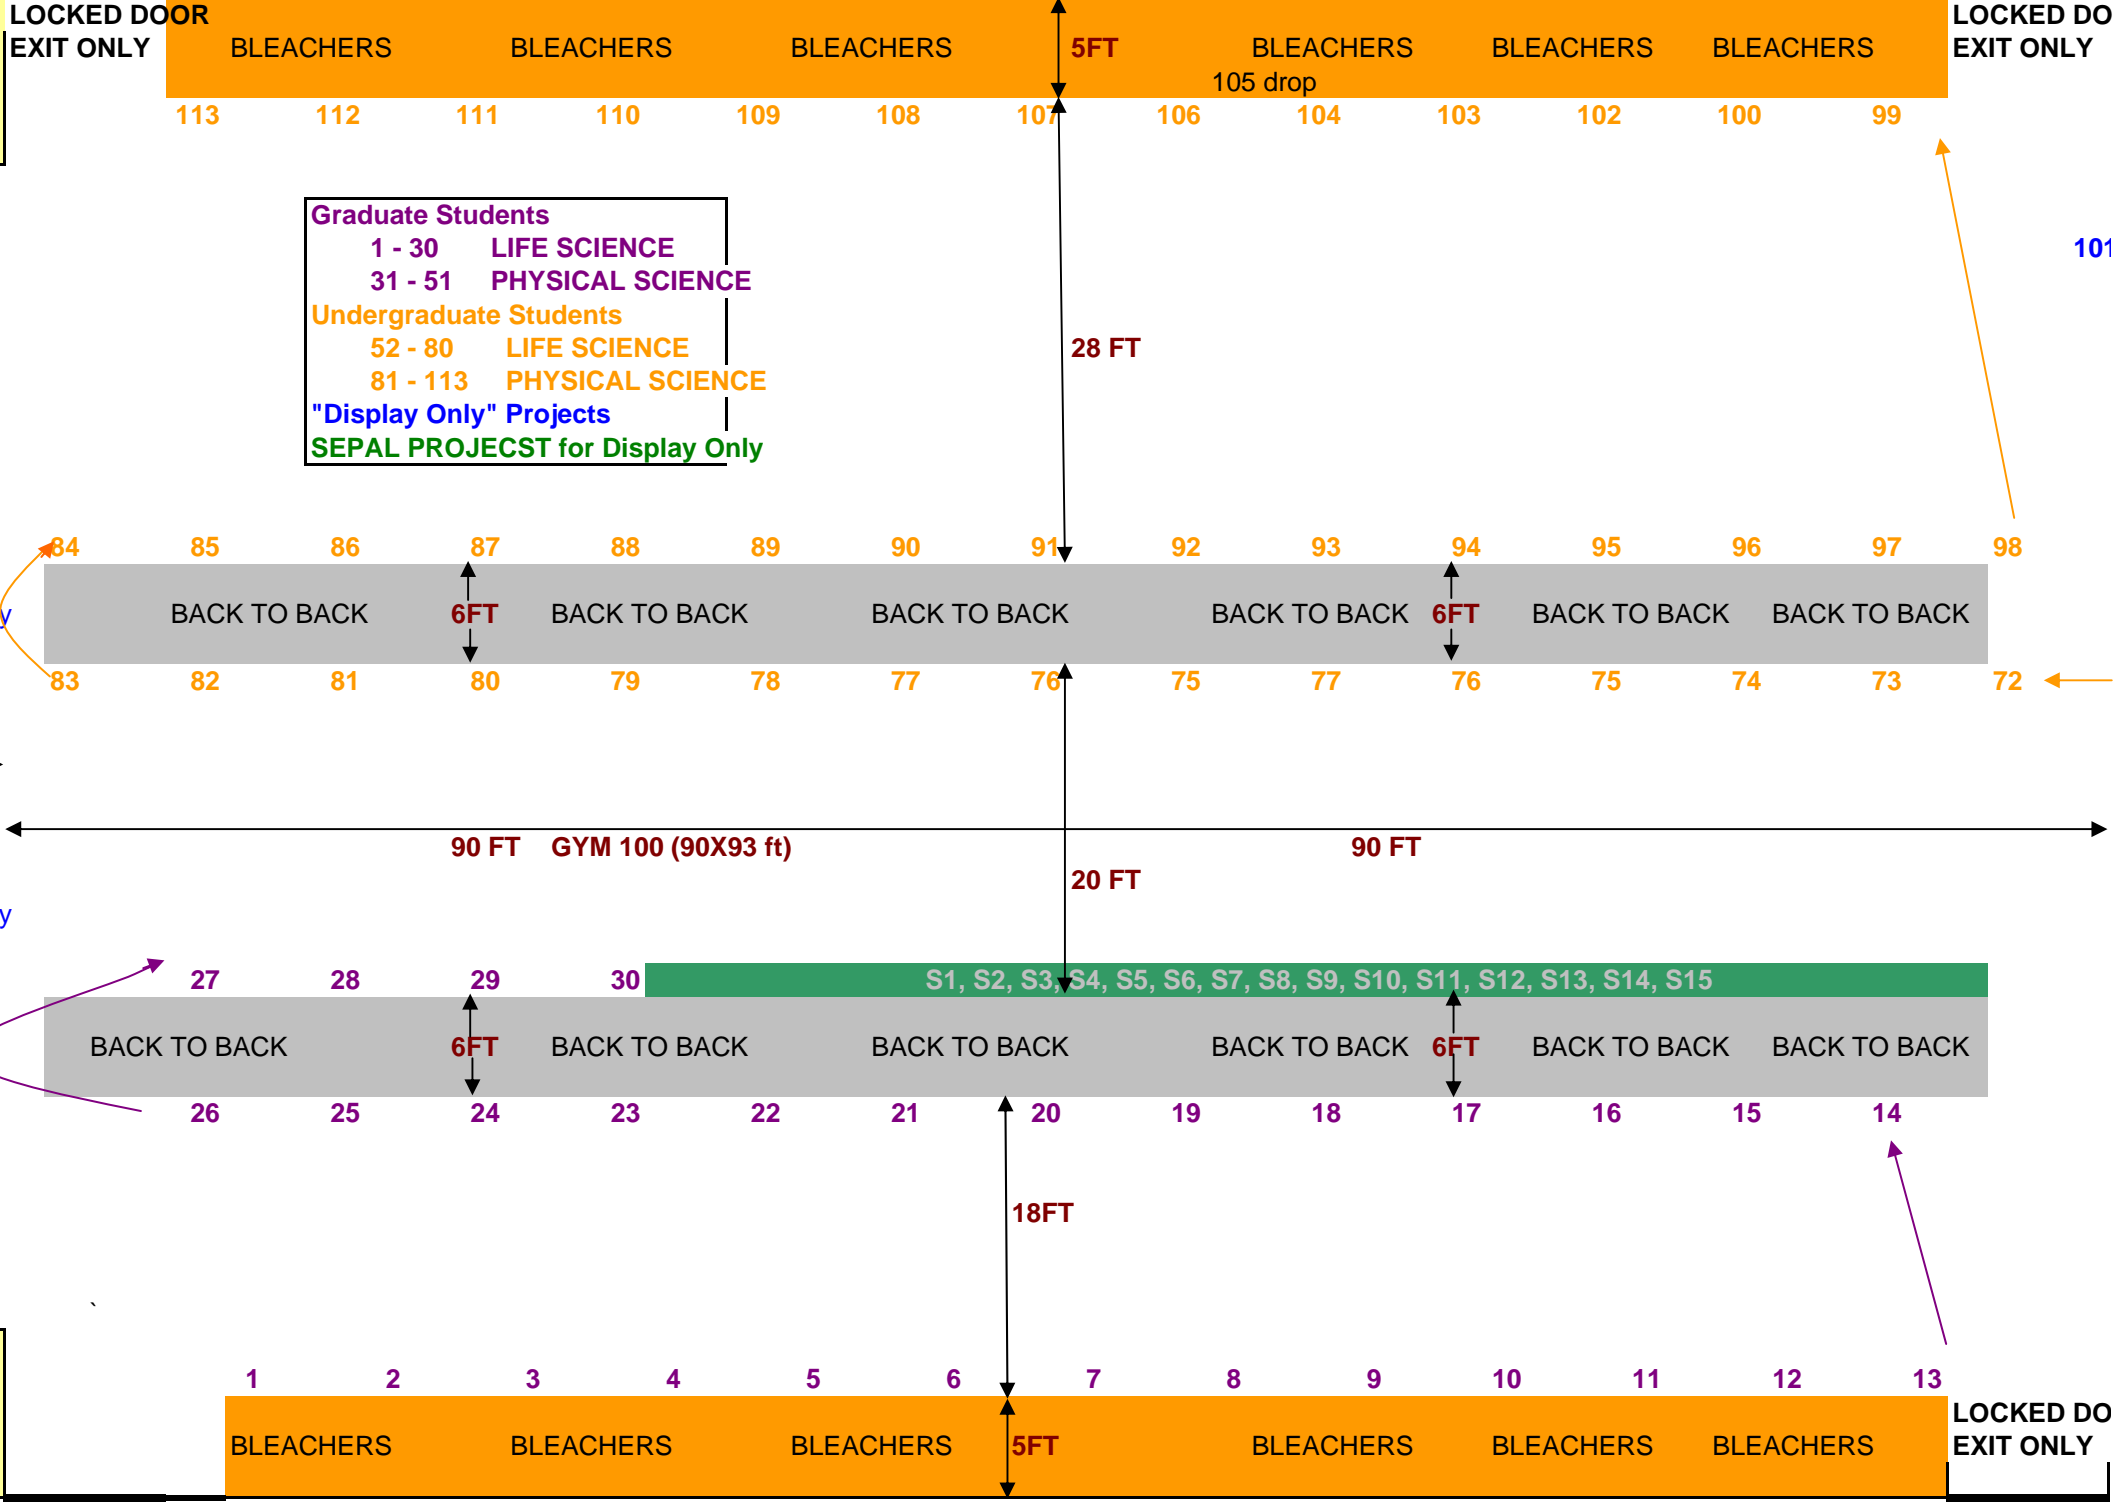 LOCKED DOOR
EXIT ONLY
BLEACHERS BLEACHERS BLEACHERS 5FT BLEACHERS BLEACHERS BLEACHERS
LOCKED DO
EXIT ONLY
105 drop
113 112 111 110 109 108 107 106 104 103 102 100 99
Graduate Students
1 - 30 LIFE SCIENCE
31 - 51 PHYSICAL SCIENCE
Undergraduate Students
52 - 80 LIFE SCIENCE
81 - 113 PHYSICAL SCIENCE
"Display Only" Projects
SEPAL PROJECST for Display Only
101
28 FT
84 85 86 87 88 89 90 91 92 93 94 95 96 97 98
y BACK TO BACK 6FT BACK TO BACK BACK TO BACK BACK TO BACK 6FT BACK TO BACK BACK TO BACK
83 82 81 80 79 78 77 76 75 77 76 75 74 73 72
90 FT GYM 100 (90X93 ft) 90 FT
20 FT
y
27 28 29 30 S1, S2, S3, S4, S5, S6, S7, S8, S9, S10, S11, S12, S13, S14, S15
BACK TO BACK 6FT BACK TO BACK BACK TO BACK BACK TO BACK 6FT BACK TO BACK BACK TO BACK
26 25 24 23 22 21 20 19 18 17 16 15 14
18FT
`
1 2 3 4 5 6 7 8 9 10 11 12 13
BLEACHERS BLEACHERS BLEACHERS 5FT BLEACHERS BLEACHERS BLEACHERS
LOCKED DO
EXIT ONLY